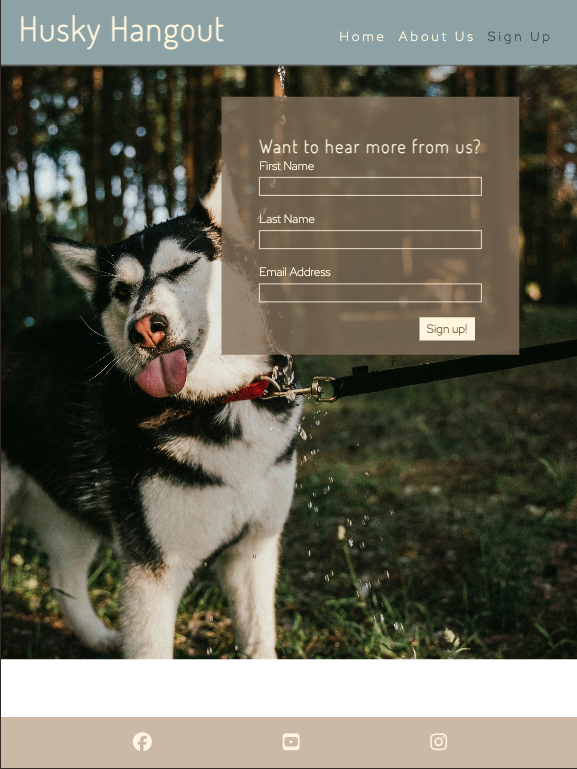 Husky Hangout
Home About Us Sign Up
Want to hear more from us?
First Name
Last Name
Email Address
Sign up!